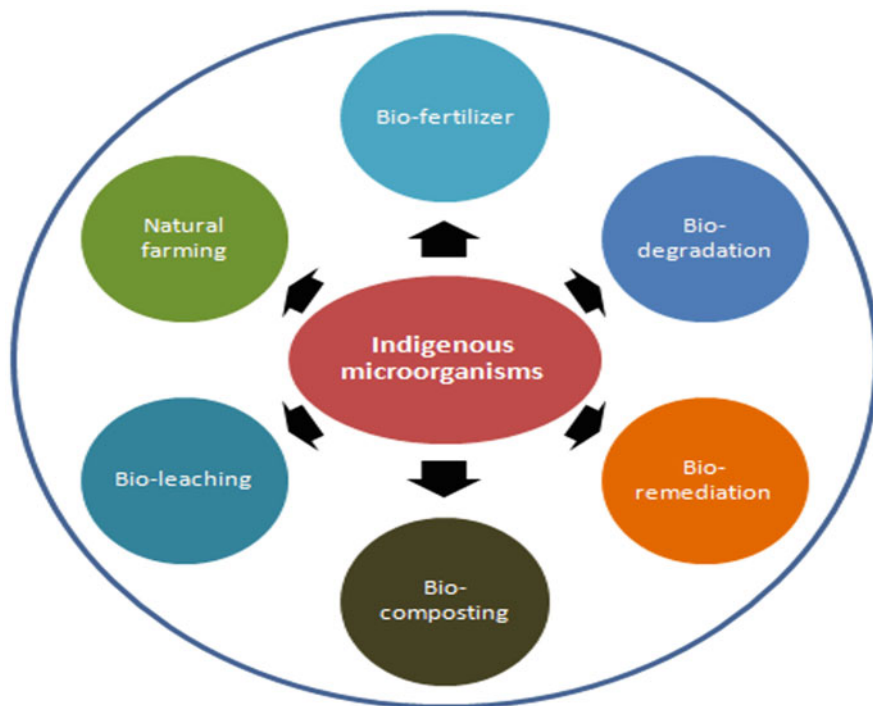 Bio-fertilizer
Natural
farming
Bio-
degradation
Indigenous
microorganisms
Bio-leaching
Bio-
remediation
Bio-
composting